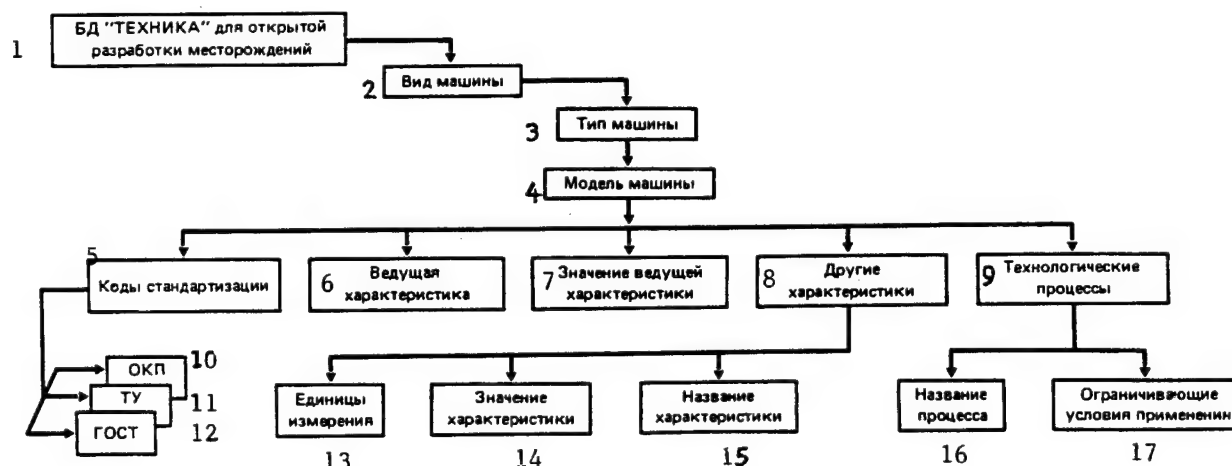 БД "ТЕХНИКА" для открытой
разработки месторождений
1
Вид машины
2
Тип машины
3
Модель машины
4
5
Коды стандартизации
6
Ведущая
характеристика
7
Значение ведущей
характеристики
8
Другие
характеристики
9
Технологические
процессы
10
ОКП
ТУ
11
ГОСТ
12
Единицы
измерения
Значение
характеристики
Название
характеристики
Название
процесса
Ограничивающие
условия применении
13
14
15
16
17